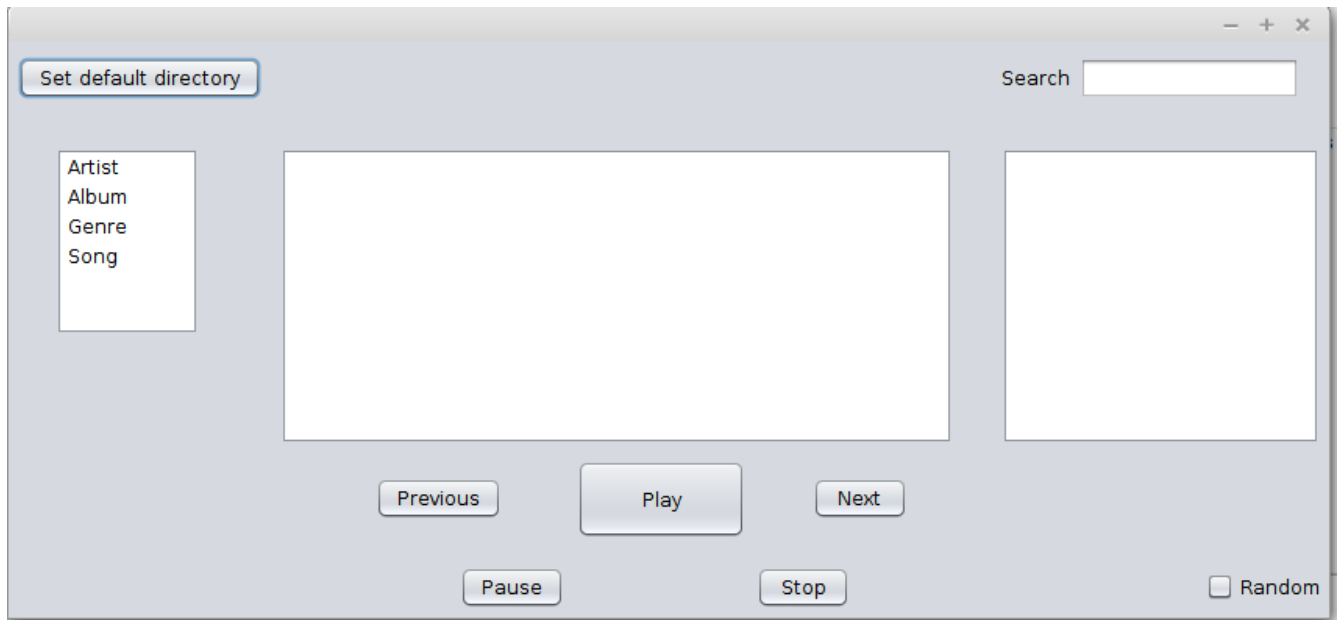 Set default directory
Search
Artist
Album
Genre
Song
Previous
Play
Next
Pause
Stop
Random